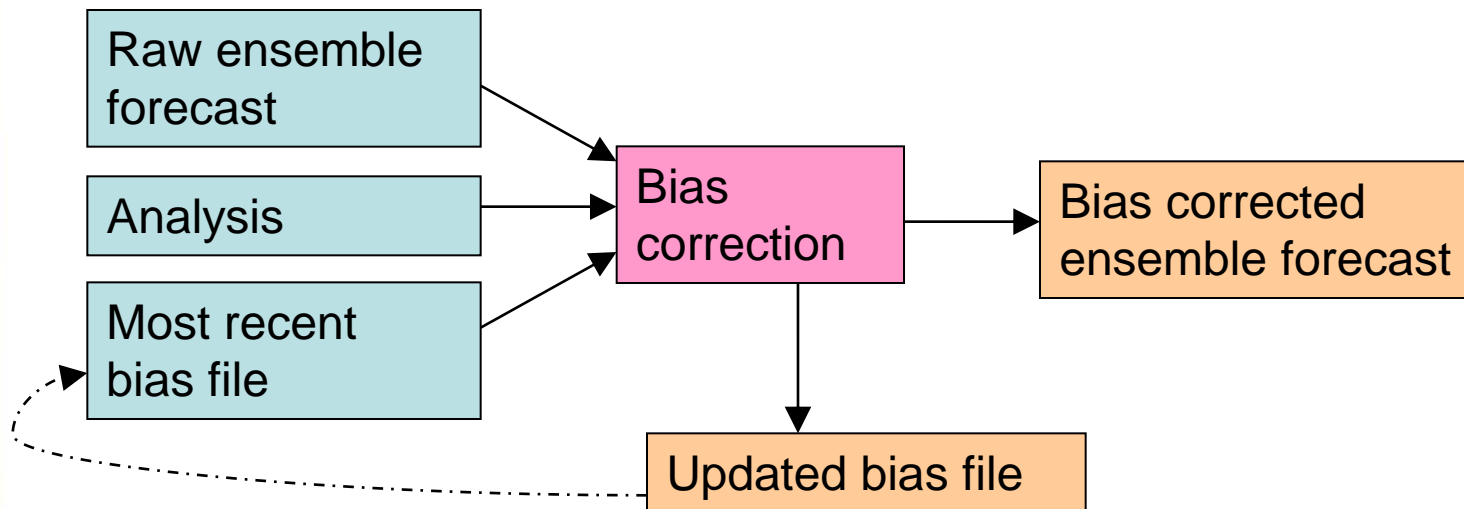 Raw ensemble
forecast
Analysis
Most recent
bias file
Bias
correction
Bias corrected
ensemble forecast
Updated bias file